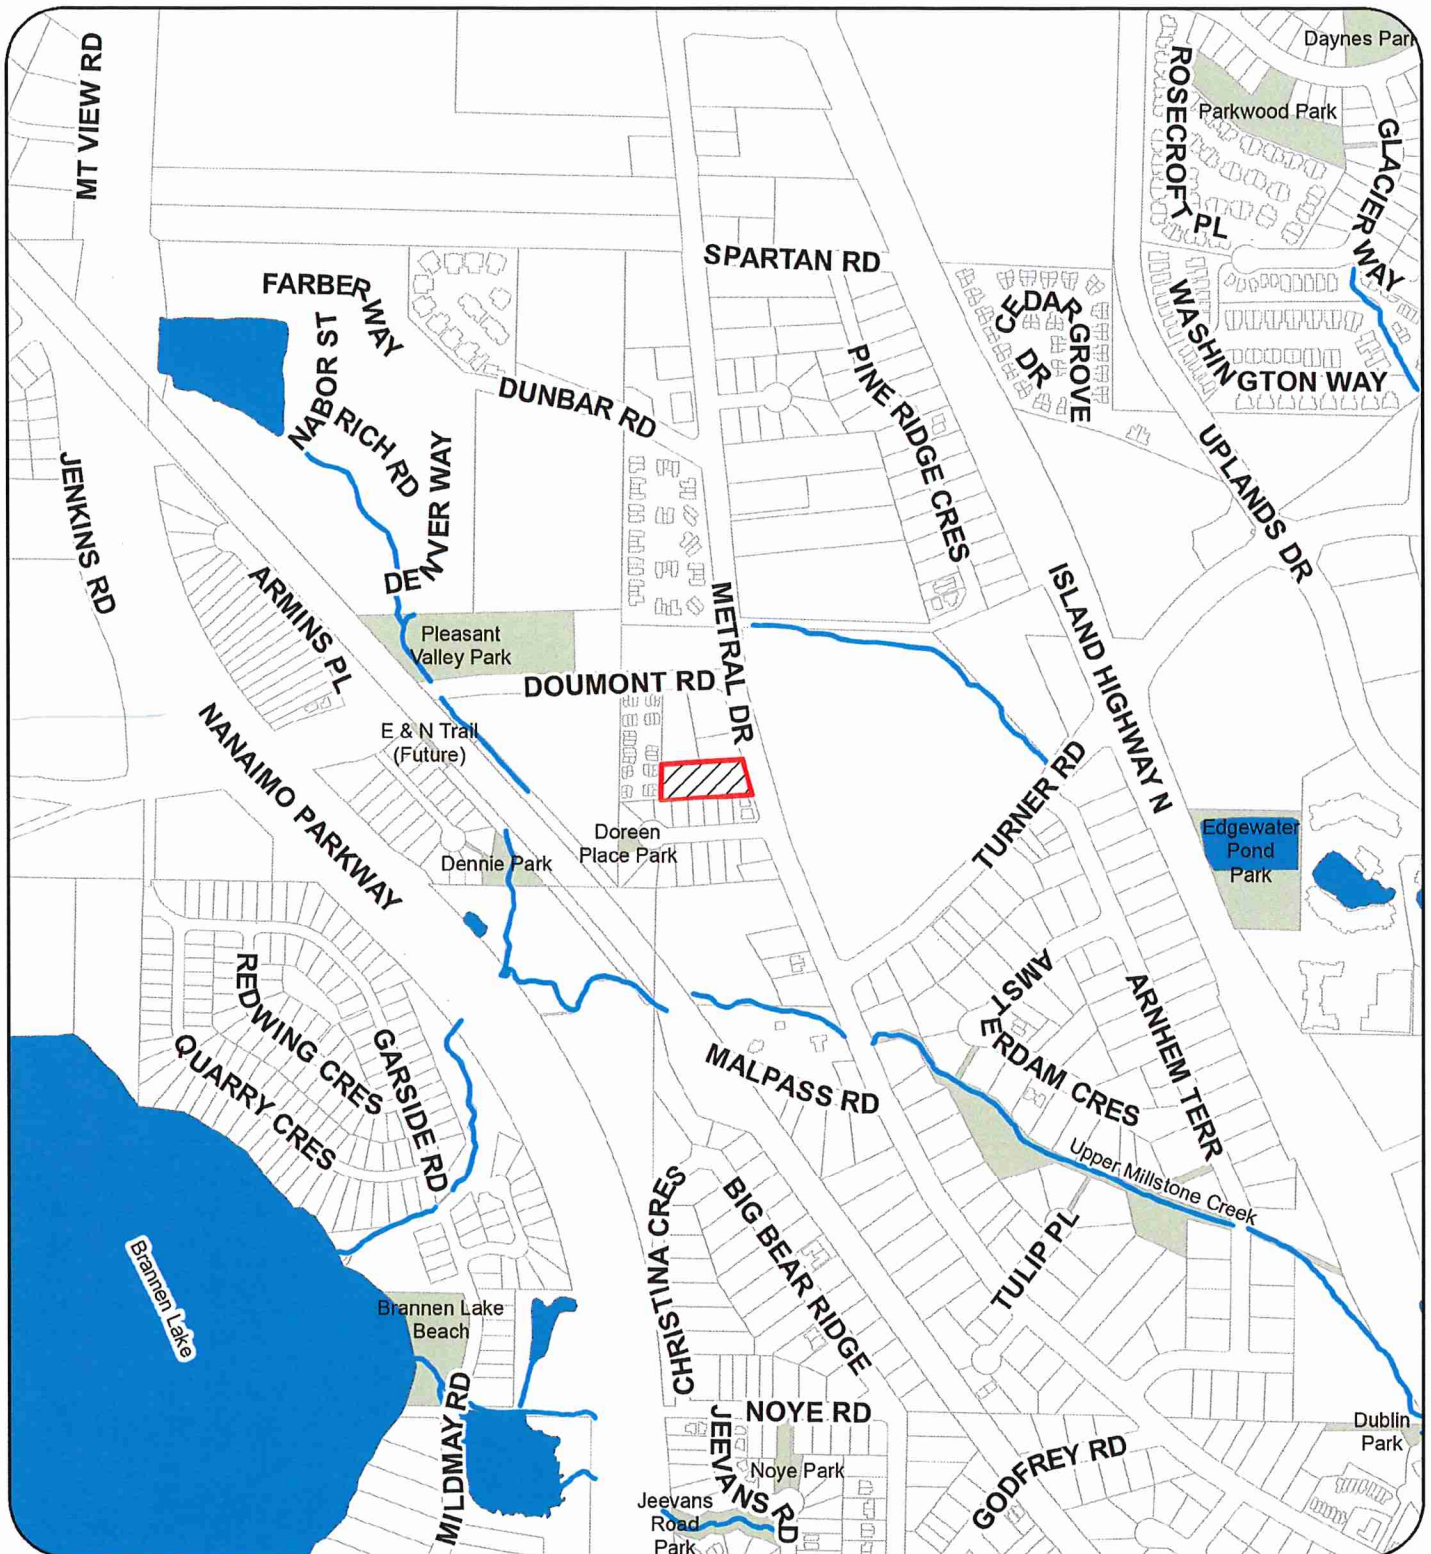 Daynes Par
MT VIEW RD
ROSECROFT PL
Parkwood Park
GLACIER WAY
SPARTAN RD
FARBER WAY
CEDARGROVE DR
WASHINGTON WAY
NABOR ST
PINE RIDGE CRES
DUNBAR RD
RICH RD
UPLANDS DR
DENVER WAY
JENKINS RD
ARMINS PL
ISLAND HIGHWAY N
METRAL DR
Pleasant
Valley Park
DOUMONT RD
NANAIMO PARKWAY
E & N Trail
(Future)
TURNER RD
Doreen
Place Park
Edgewater
Pond
Park
Dennie Park
AMSTERDAM CRES
REDWING CRES
ARNHEM TERR
GARSIDE RD
QUARRY CRES
MALPASS RD
Upper Millstone Creek
CHRISTINA CRES
BIG BEAR RIDGE
TULIP PL
Brannen Lake
Brannen Lake
Beach
MILDMAY RD
NOYE RD
JEEVANS RD
Dublin
Park
GODFREY RD
Noye Park
Jeevans
Road
Park